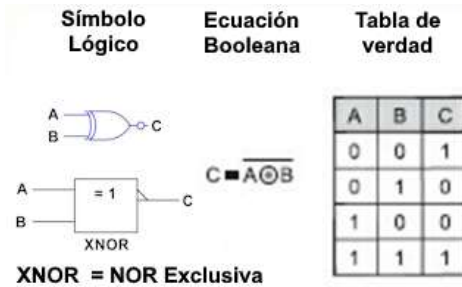 Símbolo Lógico
Ecuación Booleana
Tabla de verdad
A
B
C
A
B
= 1
C
XNOR
C = A⊕B
A B C
0 0 1
0 1 0
1 0 0
1 1 1
XNOR = NOR Exclusiva